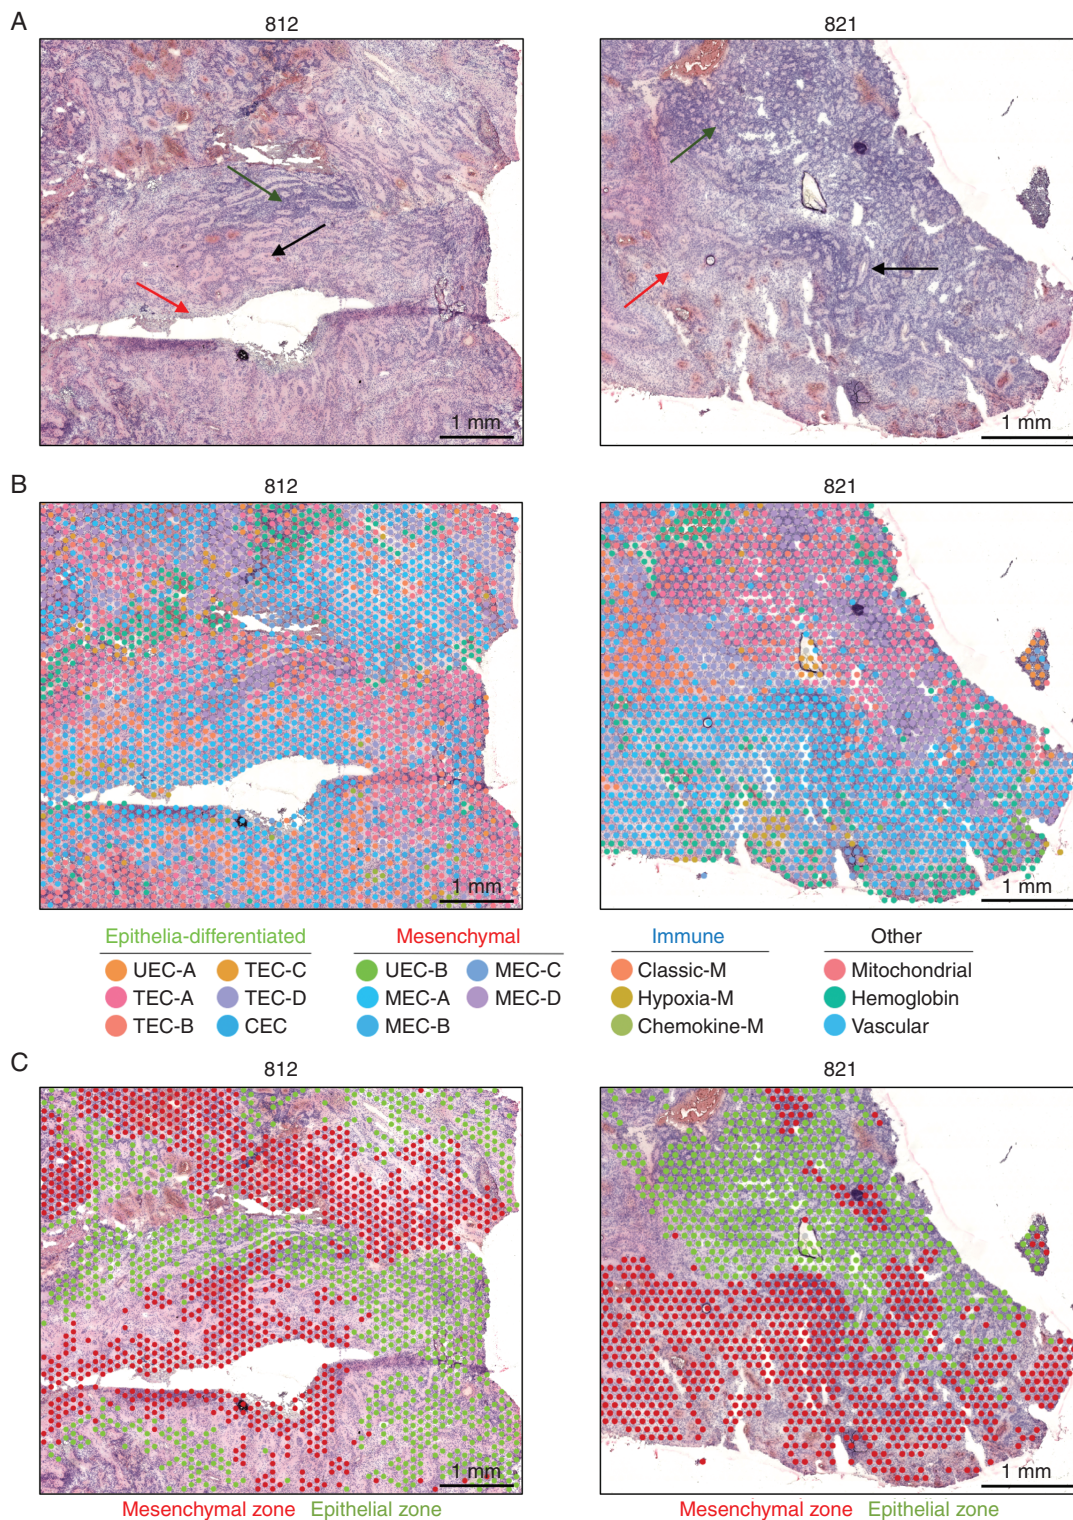 A
812
821
1 mm
1 mm
B
812
821
1 mm
1 mm
Epithelia-differentiated
Mesenchymal
Immune
Other
UEC-A
TEC-C
UEC-B
MEC-C
Classic-M
Mitochondrial
TEC-A
TEC-D
MEC-A
MEC-D
Hypoxia-M
Hemoglobin
TEC-B
CEC
MEC-B
Chemokine-M
Vascular
C
812
821
1 mm
1 mm
Mesenchymal zone Epithelial zone
Mesenchymal zone Epithelial zone